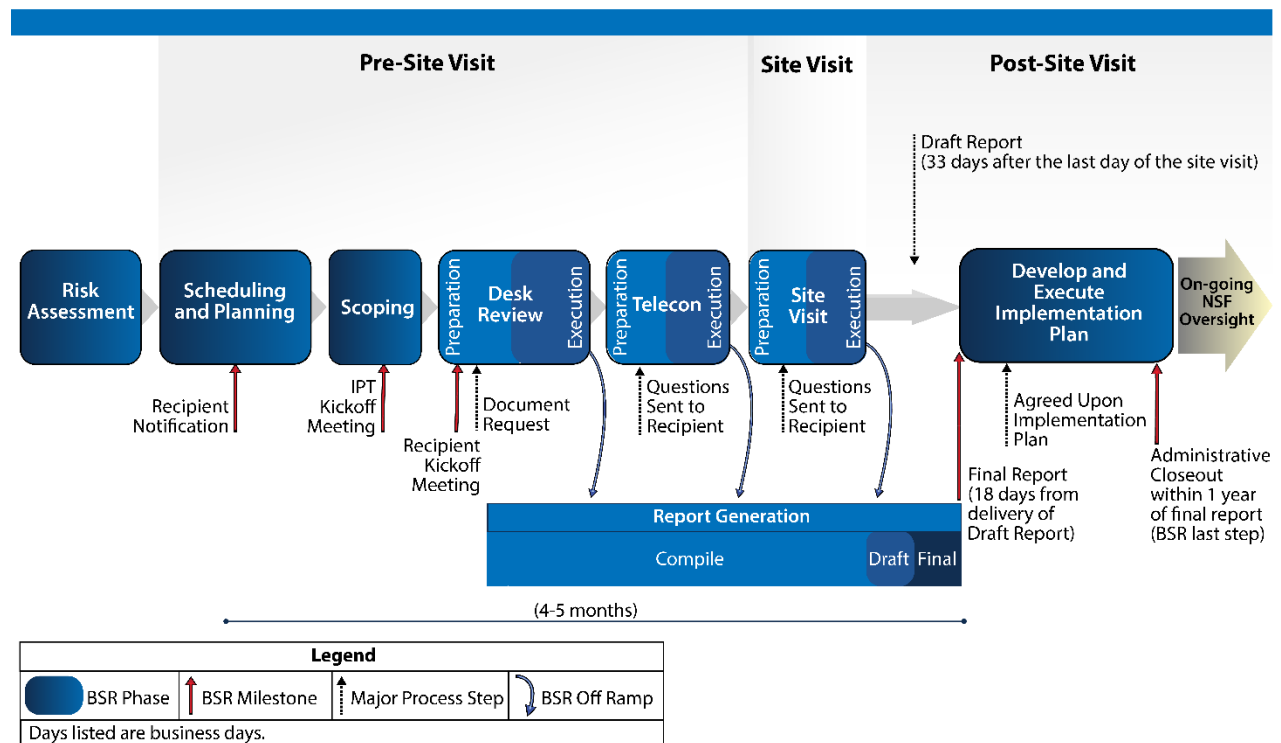 Pre-Site Visit
Site Visit
Post-Site Visit
Draft Report
(33 days after the last day of the site visit)
Risk
Assessment
Scheduling
and Planning
Scoping
Preparation
Desk
Review
Execution
Preparation
Telecon
Execution
Preparation
Site
Visit
Execution
Develop and
Execute
Implementation
Plan
On-going
NSF
Oversight
Recipient
Notification
IPT
Kickoff
Meeting
Recipient
Kickoff
Meeting
Document
Request
Questions
Sent to
Recipient
Questions
Sent to
Recipient
Final Report
(18 days from
delivery of
Draft Report)
Agreed Upon
Implementation
Plan
Administrative
Closeout
within 1 year
of final report
(BSR last step)
Report Generation
Compile
Draft
Final
(4-5 months)
Legend
BSR Phase
BSR Milestone
Major Process Step
BSR Off Ramp
Days listed are business days.